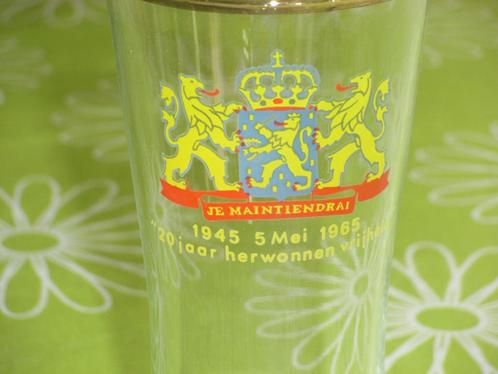 JE MAINTIENDRAI
1945 5 Mei 1965
"20 jaar herwonnen vrijheid